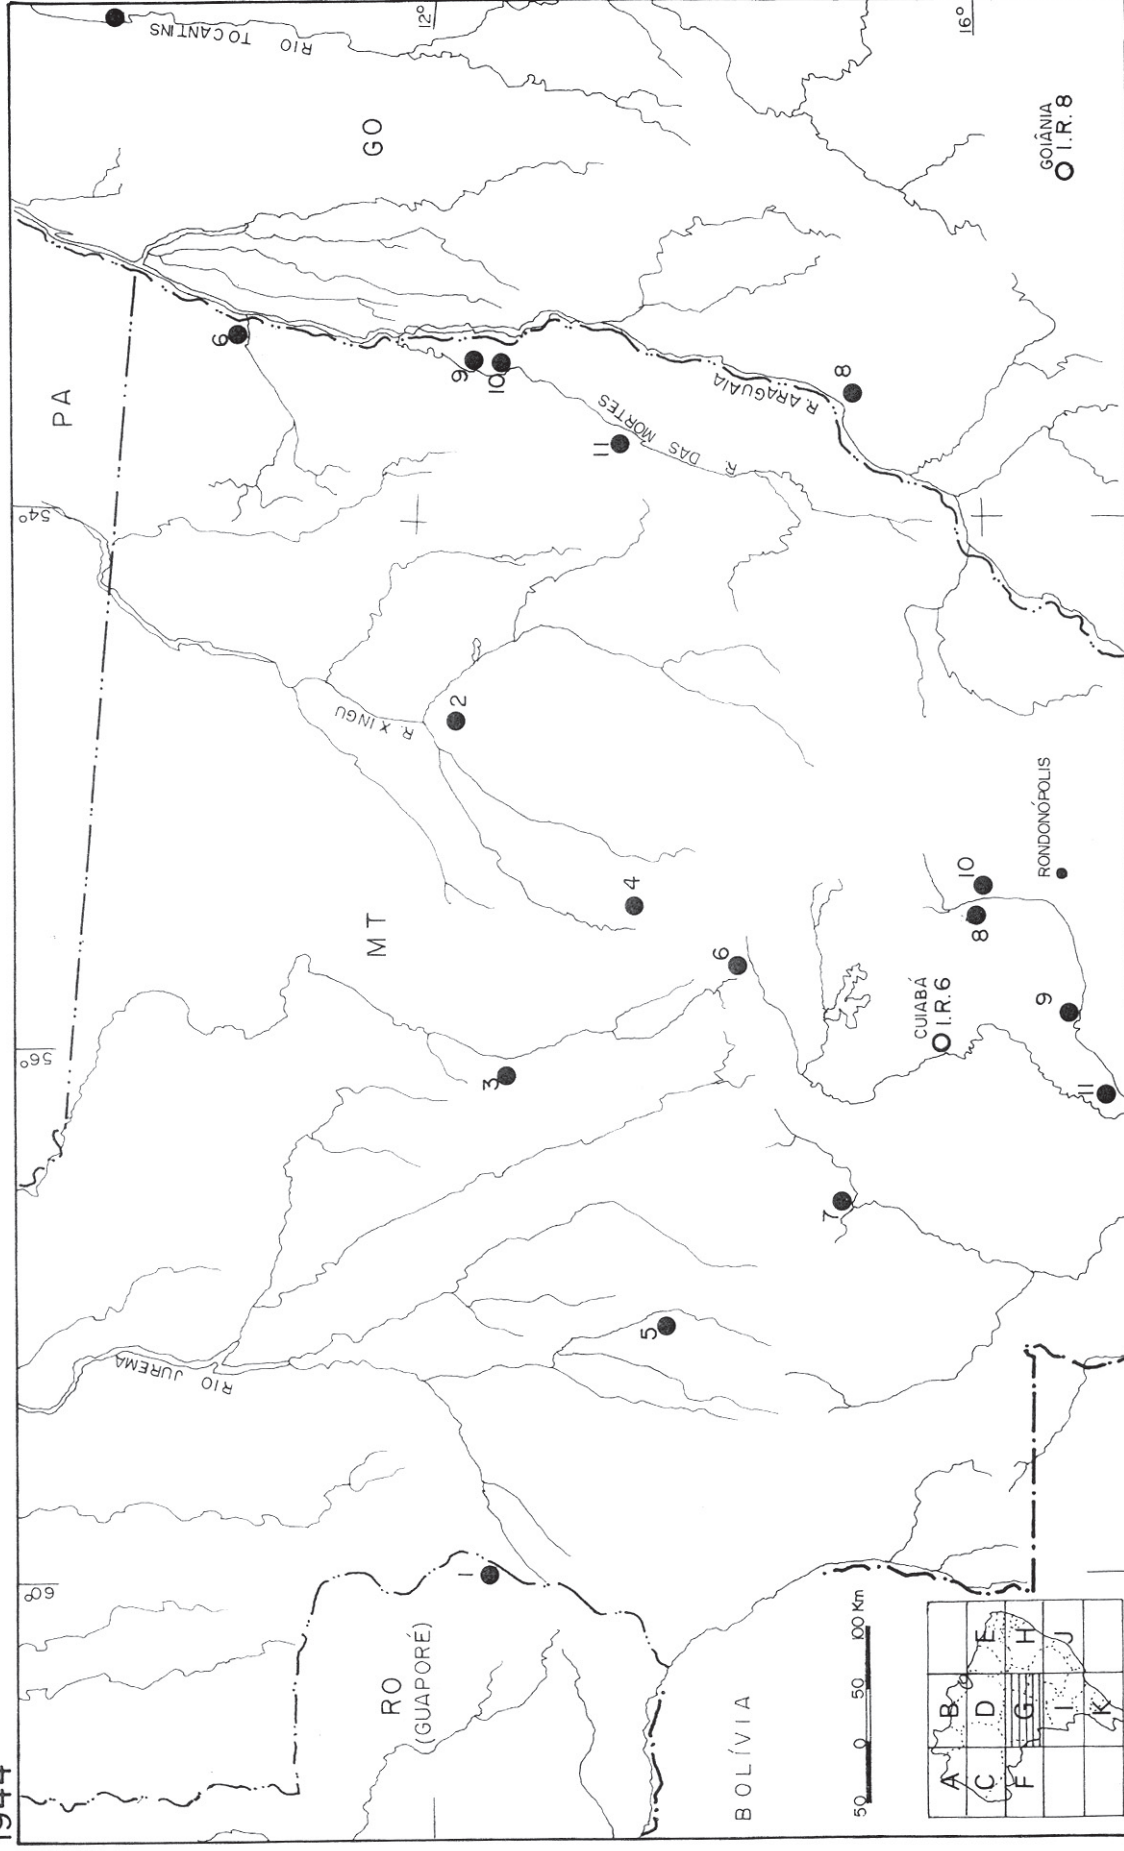 1944
60°
56°
54°
PA
RIO JUREMA
RIO TOCANTINS
6
RO
(GUAPORÉ)
MT
GO
R. XINGU
12°
1
3
2
9
10
R. DAS MORTES
11
5
4
6
R. ARAGUAIA
BOLÍVIA
7
8
50 0 50 100 Km
CUIABÁ
I.R. 6
8
10
16°
9
RONDONÓPOLIS
GOIÂNIA
I.R. 8
11
A B
C D E
F G H
I J
K